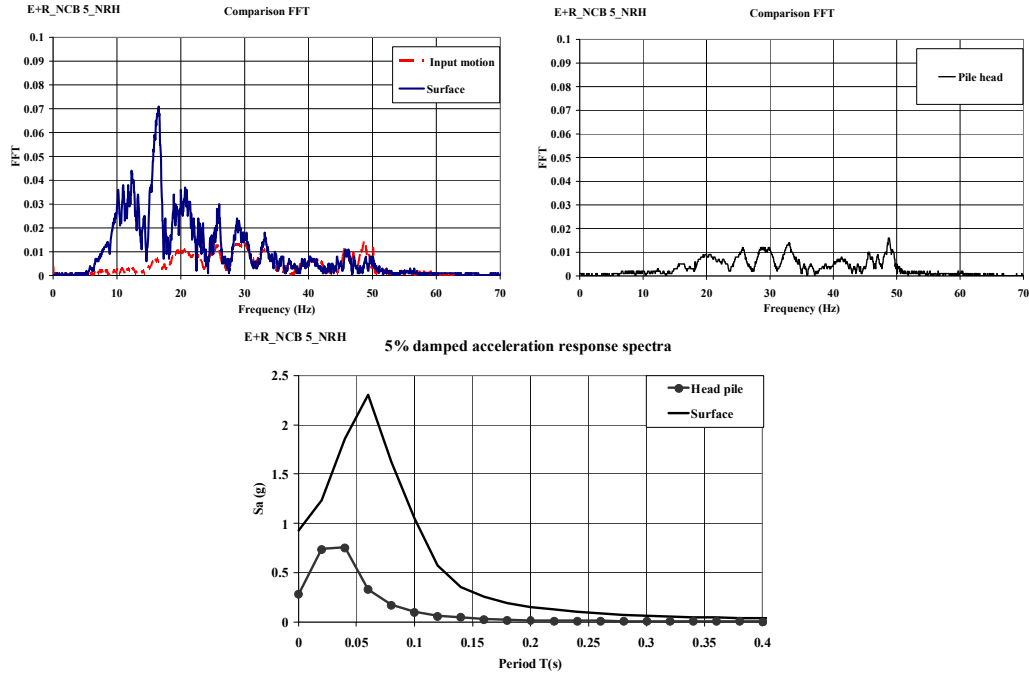 E+R_NCB 5_NRH
Comparison FFT
0.1
0.09
0.08
0.07
0.06
0.05
0.04
0.03
0.02
0.01
0
FFT
Input motion
Surface
0 10 20 30 40 50 60 70
Frequency (Hz)
E+R_NCB 5_NRH
Comparison FFT
0.1
0.09
0.08
0.07
0.06
0.05
0.04
0.03
0.02
0.01
0
FFT
Pile head
0 10 20 30 40 50 60 70
Frequency (Hz)
E+R_NCB 5_NRH
5% damped acceleration response spectra
2.5
2
1.5
1
0.5
0
Sa (g)
Head pile
Surface
0 0.05 0.1 0.15 0.2 0.25 0.3 0.35 0.4
Period T(s)